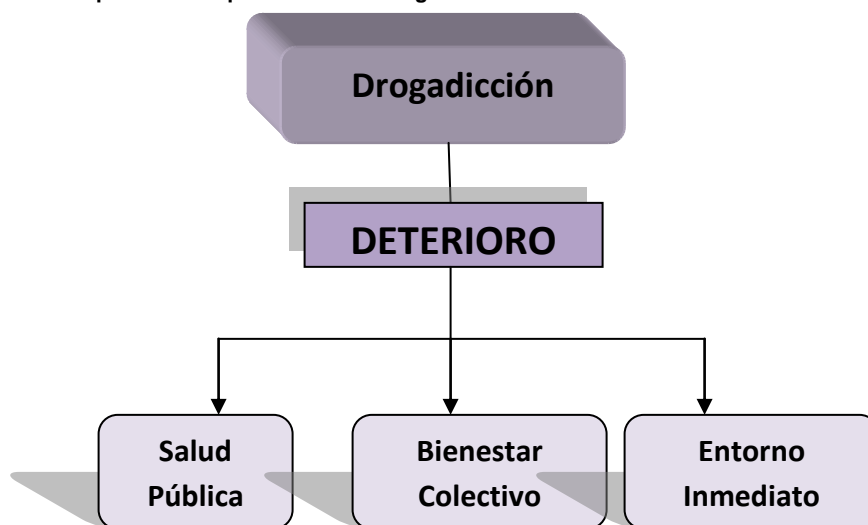 Drogadicción
DETERIORO
Salud
Pública
Bienestar
Colectivo
Entorno
Inmediato